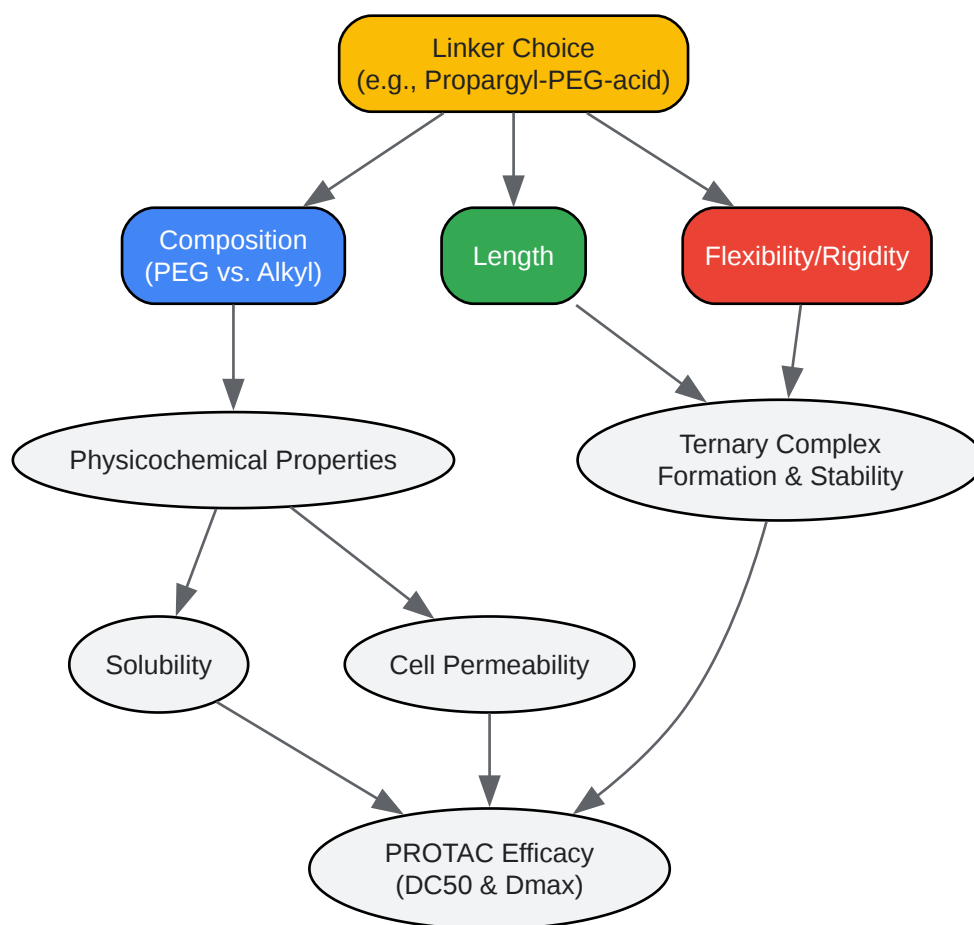 Linker Choice
(e.g., Propargyl-PEG-acid)
Composition
(PEG vs. Alkyl)
Length
Flexibility/Rigidity
Physicochemical Properties
Ternary Complex
Formation & Stability
Solubility
Cell Permeability
PROTAC Efficacy
(DC50 & Dmax)